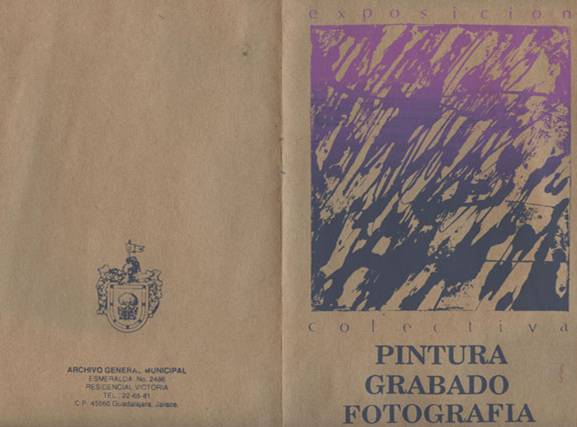 ARCHIVO GENERAL MUNICIPAL
ESMERALDA No. 2486
RESIDENCIAL VICTORIA
TEL: 22-65-81
C.P. 45060 Guadalajara, Jalisco.
exposicion
colectiva
PINTURA
GRABADO
FOTOGRAFIA